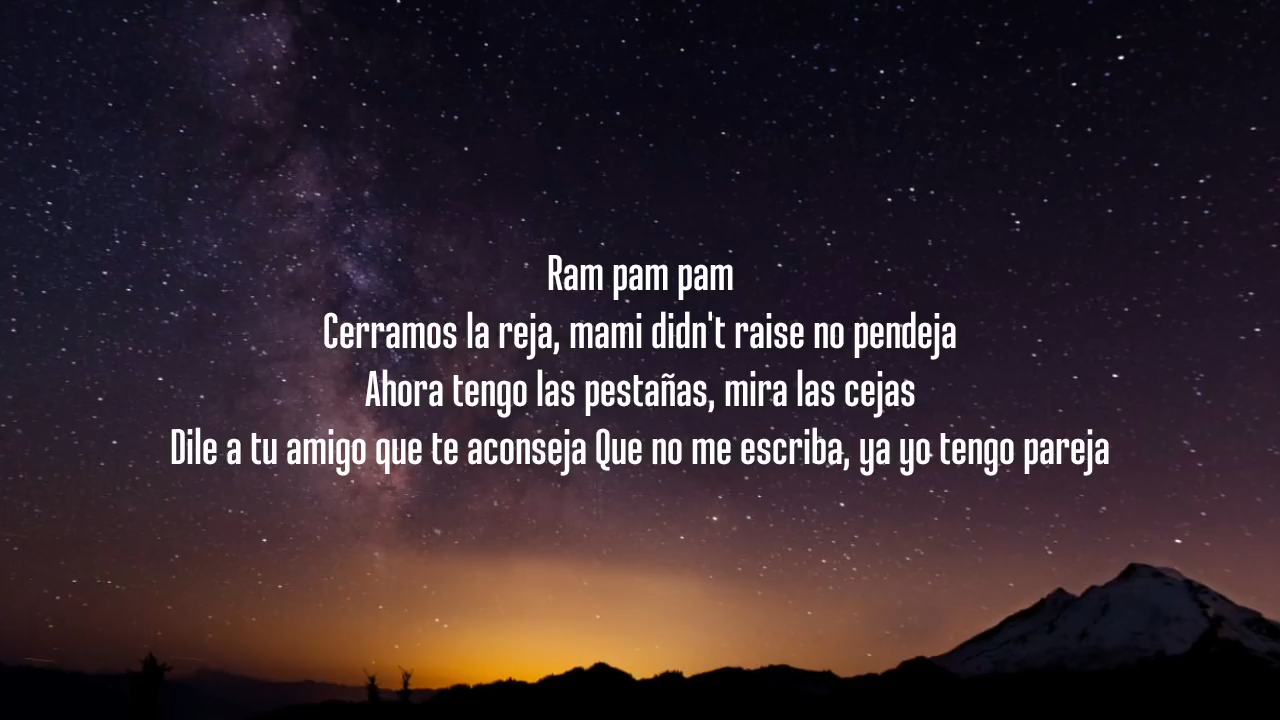 Ram pam pam
Cerramos la reja, mami didn't raise no pendeja
Ahora tengo las pestañas, mira las cejas
Dile a tu amigo que te aconseja Que no me escriba, ya yo tengo pareja